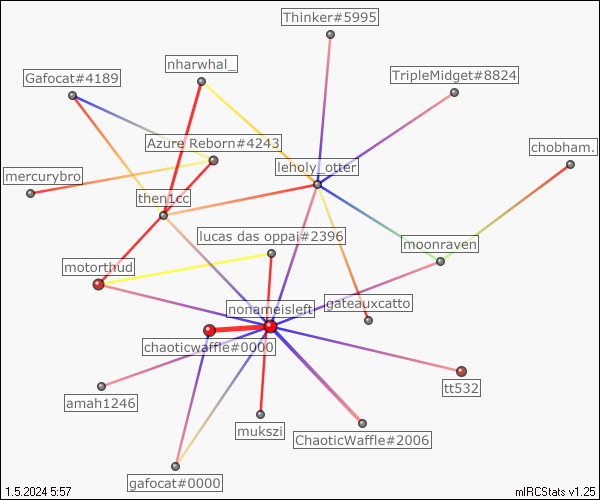 Thinker#5995
nharwhal_
Gafocat#4189
TripleMidget#8824
Azure Reborn#4243
chobham.
leholy_otter
mercurybro
then1cc
lucas das oppai#2396
moonraven
motorthud
nonameisleft
gateauxcatto
chaoticwaffle#0000
tt532
amah1246
mukszi
ChaoticWaffle#2006
gafocat#0000
1.5.2024 5:57
mIRCStats v1.25